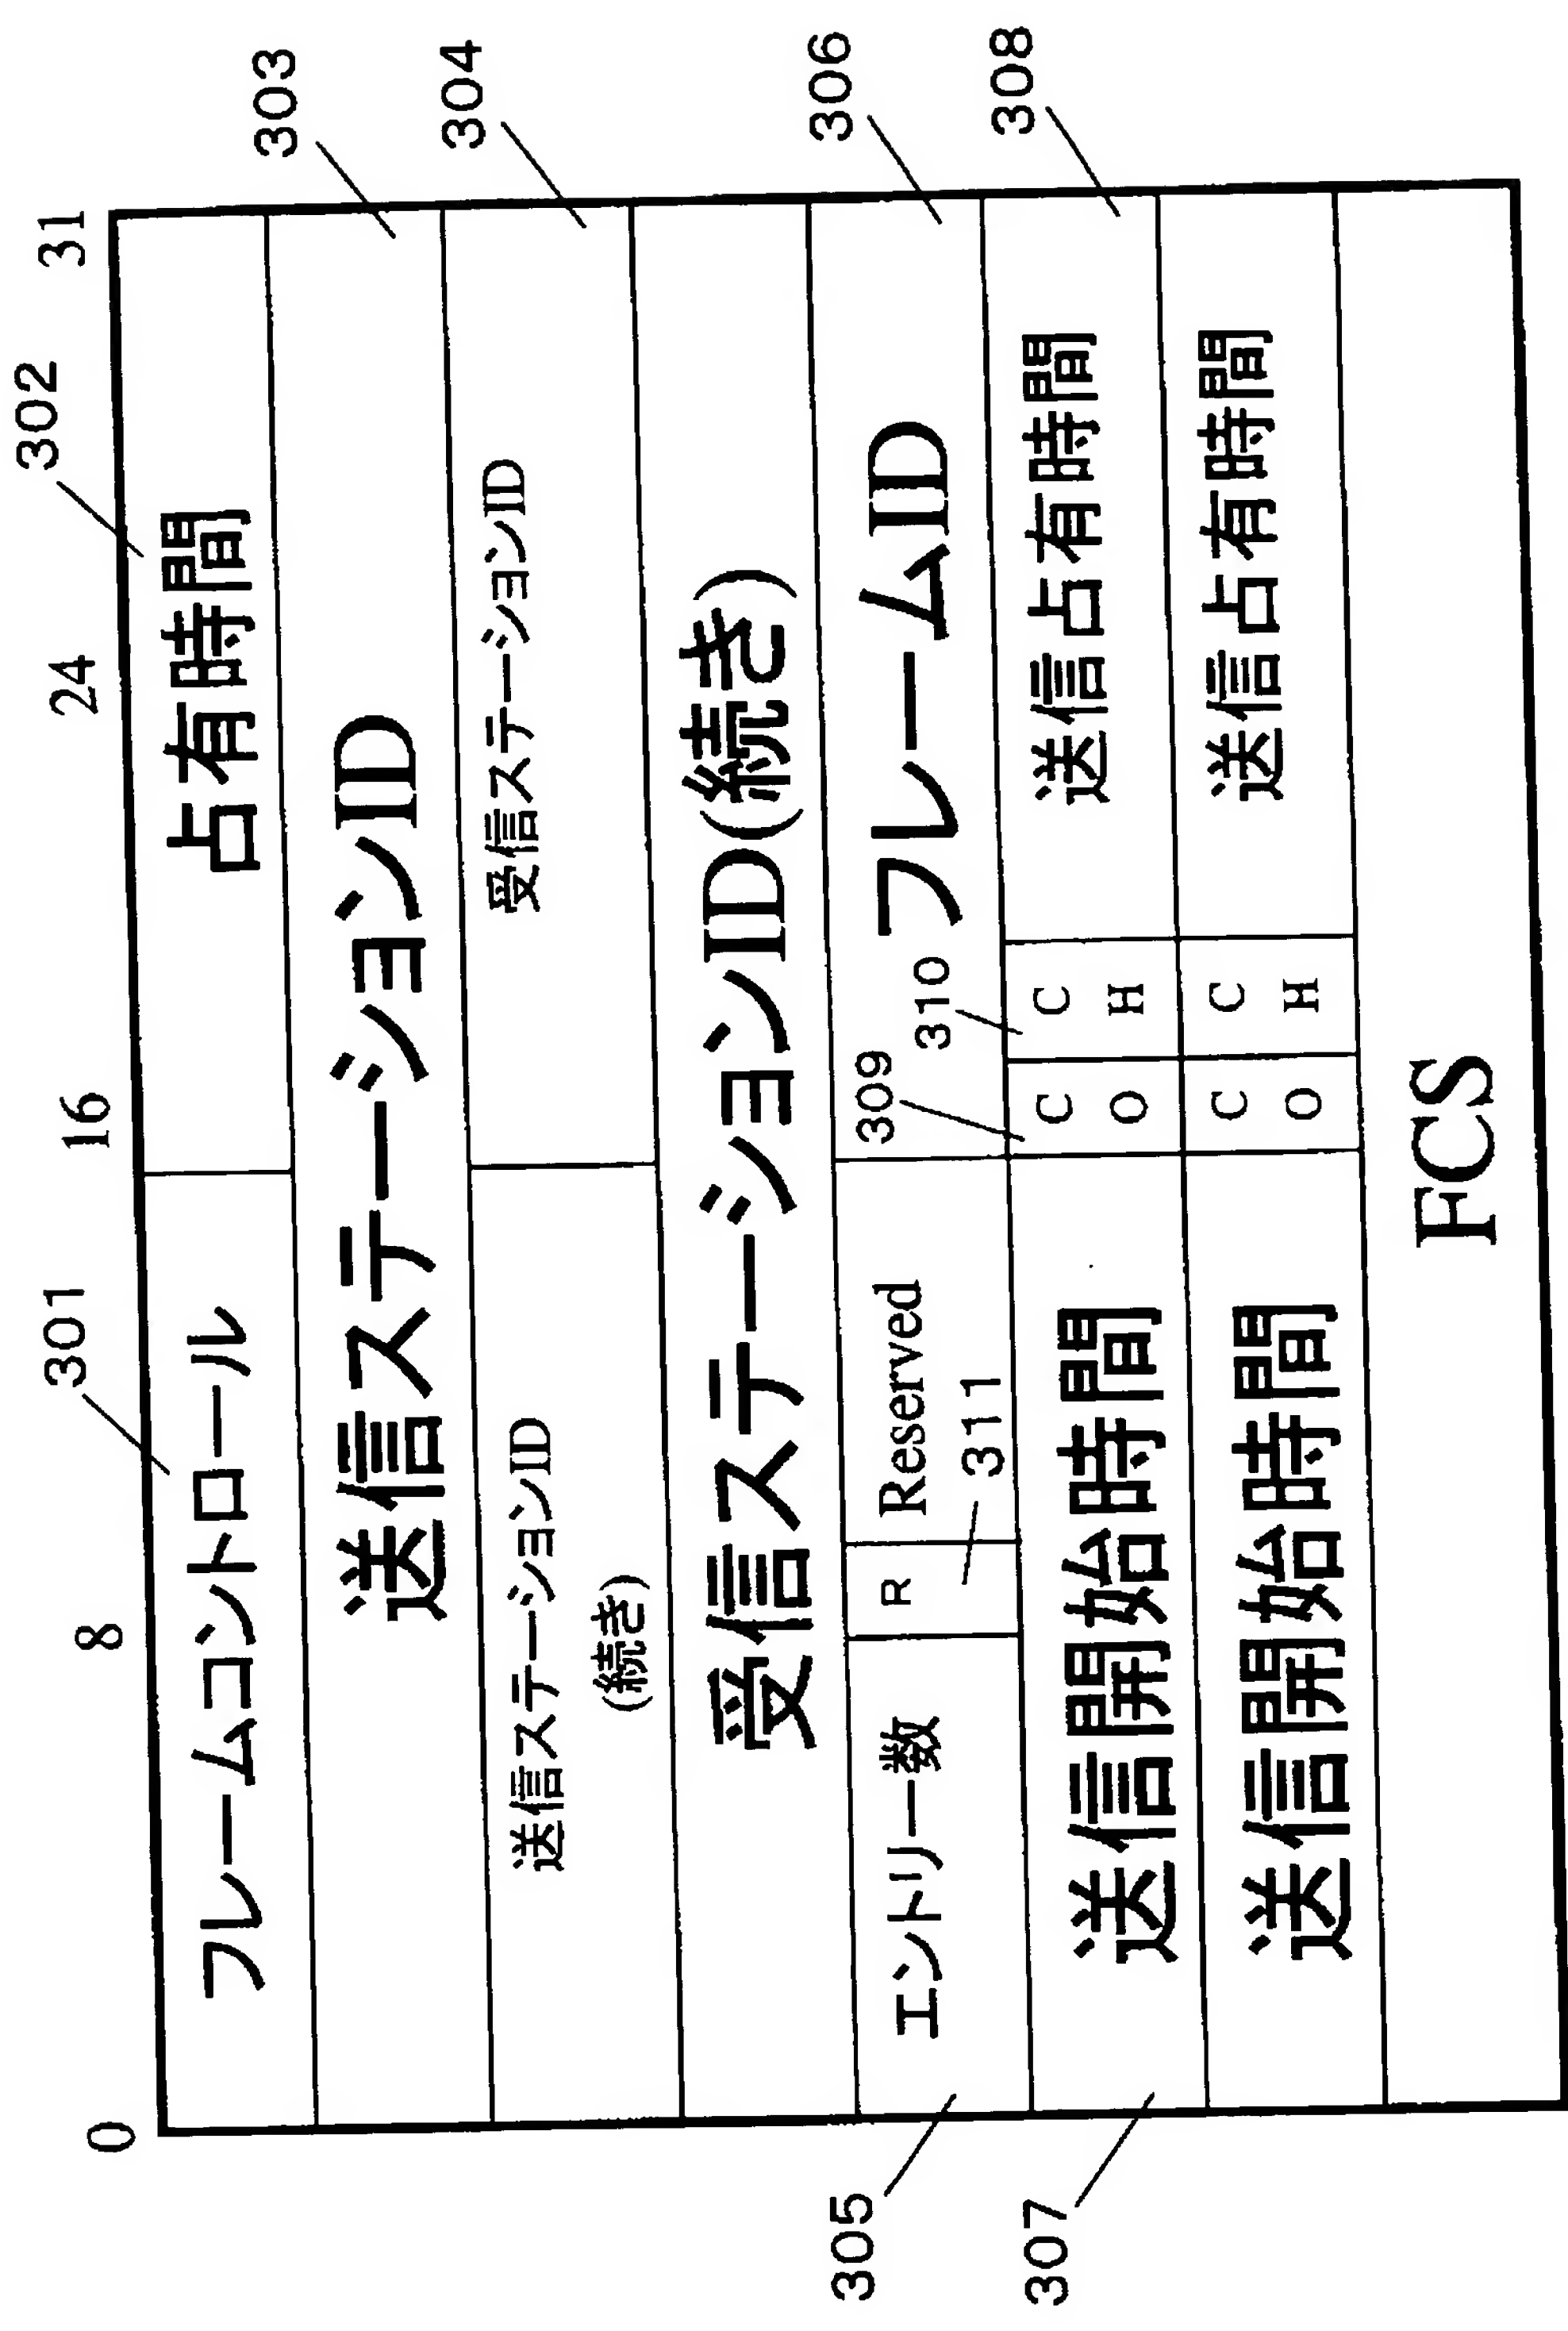 302
301
0 8 16 24 31
フレームコントロール 占有時間
送信ステーションID 303
送信ステーションID 受信ステーションID 304
(続き)
受信ステーションID(続き)
309 310 306
305 エントリー数 R Reserved フレームID
311
307 送信開始時間 C O C H 送信占有時間 308
送信開始時間 C O C H 送信占有時間
FCS